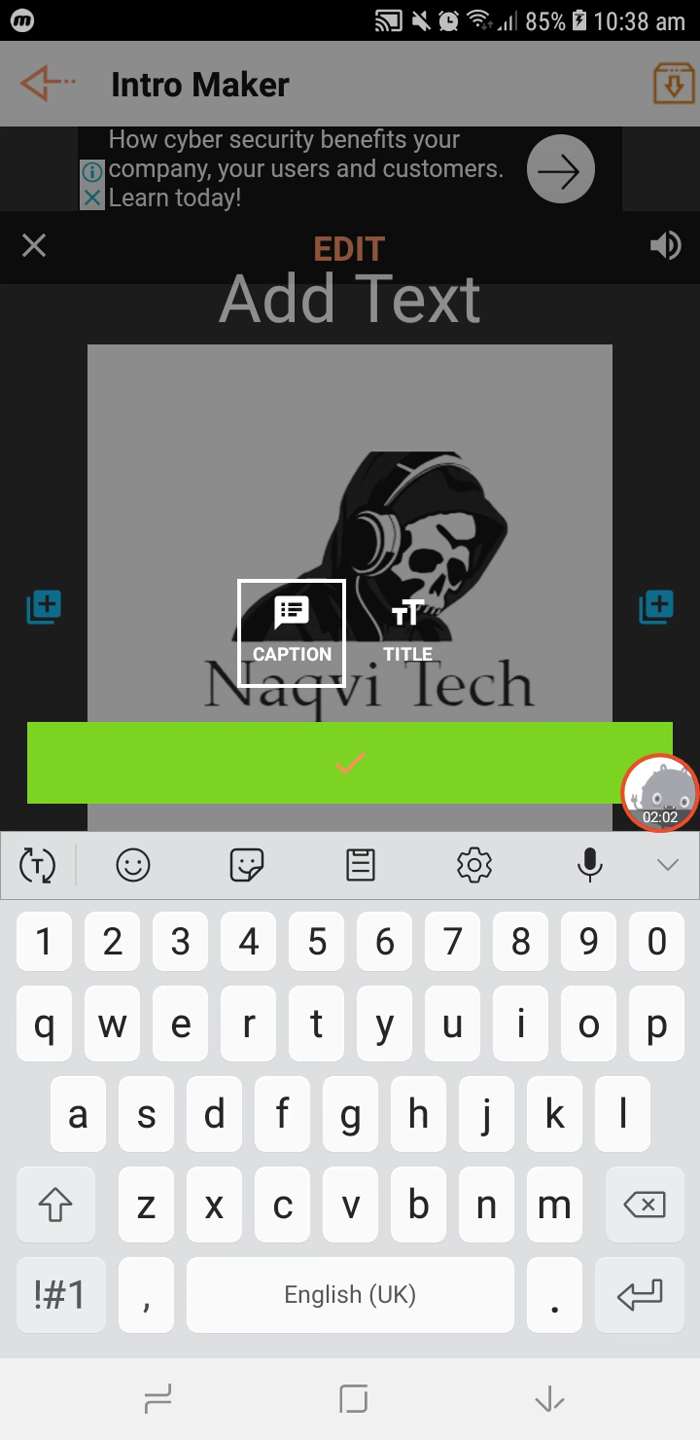 85% 10:38 am
Intro Maker
How cyber security benefits your
company, your users and customers.
Learn today!
EDIT
Add Text
CAPTION TITLE
Naqvi Tech
02:02
T
1 2 3 4 5 6 7 8 9 0
q w e r t y u i o p
a s d f g h j k l
z x c v b n m
!#1 , English (UK) .